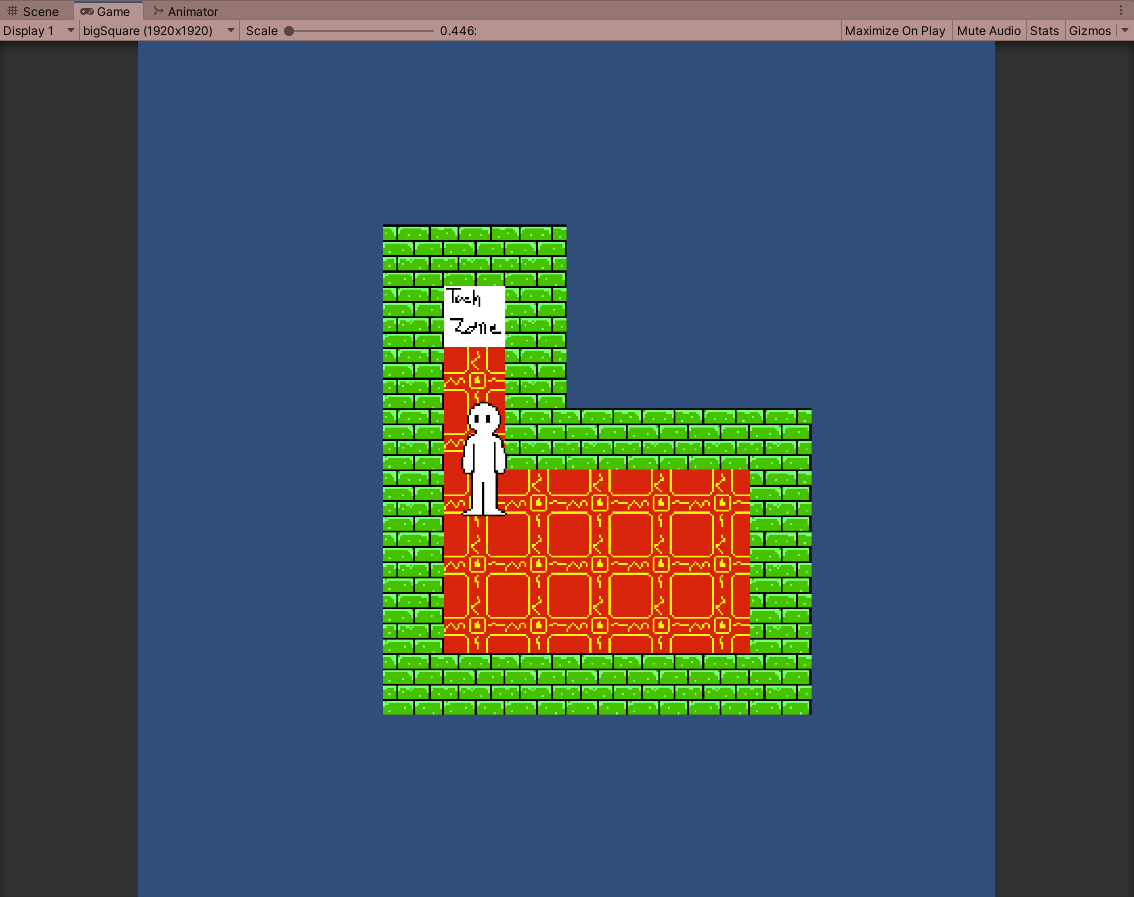 Scene
Game
Animator
Display 1
bigSquare (1920x1920)
Scale
0.446:
Maximize On Play
Mute Audio
Stats
Gizmos
Tech
Zone